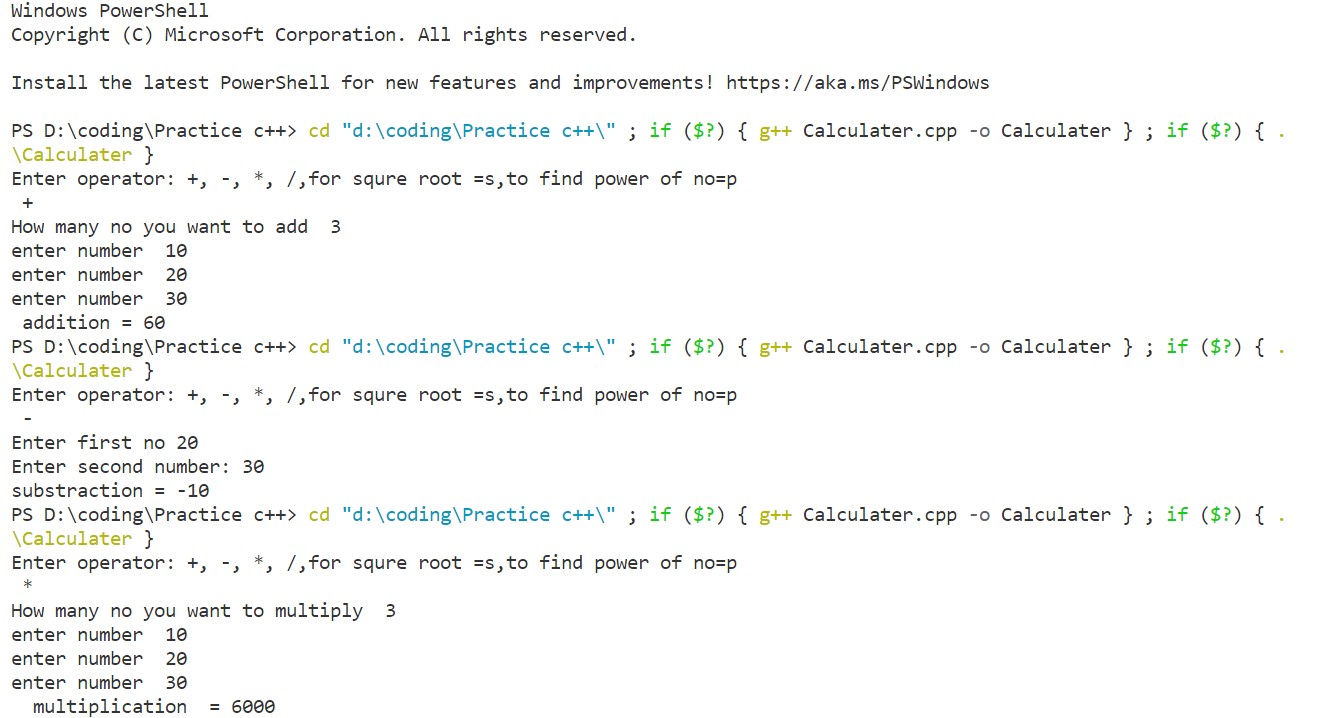 Windows PowerShell
Copyright (C) Microsoft Corporation. All rights reserved.
Install the latest PowerShell for new features and improvements! https://aka.ms/PSWindows
PS D:\coding\Practice c++> cd "d:\coding\Practice c++\" ; if ($?) { g++ Calculater.cpp -o Calculater } ; if ($?) { .
\Calculater }
Enter operator: +, -, *, /,for squre root =s,to find power of no=p
+
How many no you want to add  3
enter number  10
enter number  20
enter number  30
addition = 60
PS D:\coding\Practice c++> cd "d:\coding\Practice c++\" ; if ($?) { g++ Calculater.cpp -o Calculater } ; if ($?) { .
\Calculater }
Enter operator: +, -, *, /,for squre root =s,to find power of no=p
-
Enter first no 20
Enter second number: 30
substraction = -10
PS D:\coding\Practice c++> cd "d:\coding\Practice c++\" ; if ($?) { g++ Calculater.cpp -o Calculater } ; if ($?) { .
\Calculater }
Enter operator: +, -, *, /,for squre root =s,to find power of no=p
*
How many no you want to multiply  3
enter number  10
enter number  20
enter number  30
multiplication  = 6000